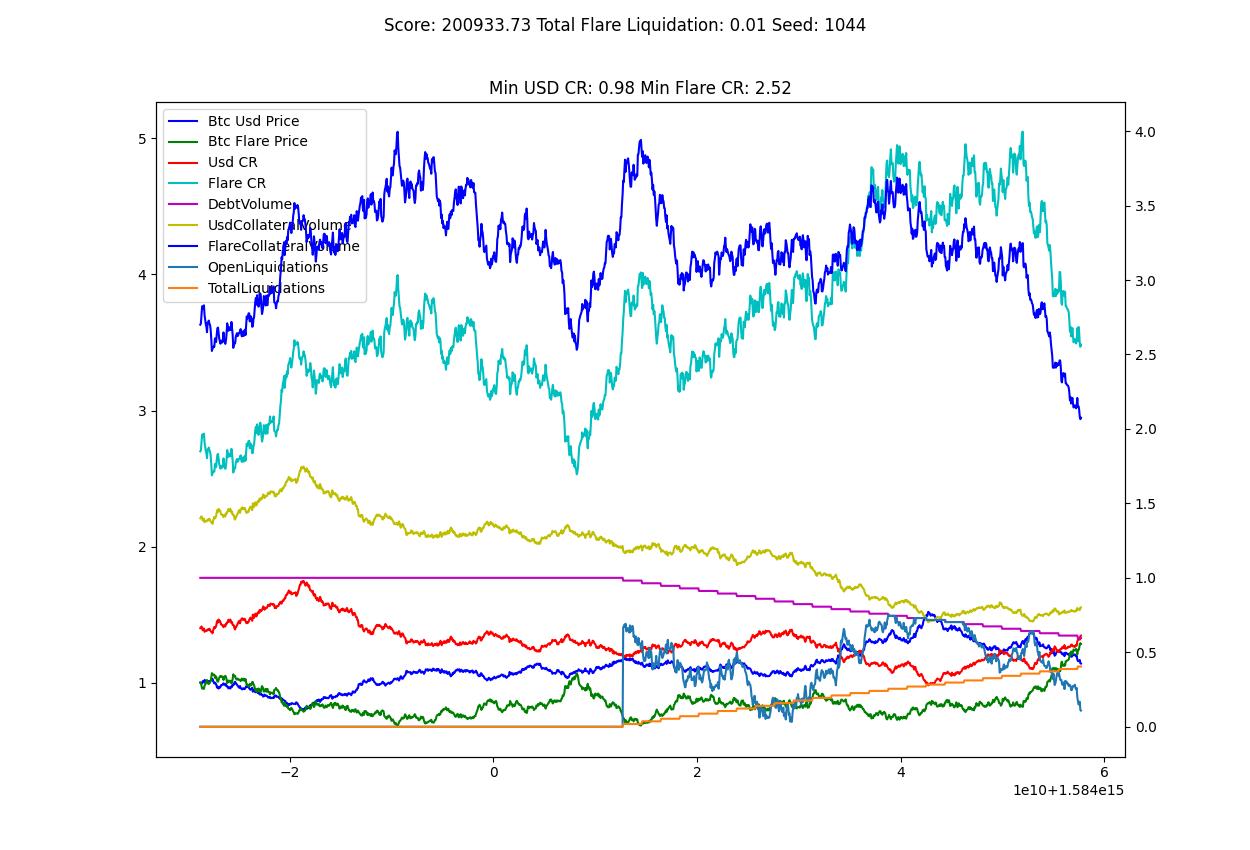 Score: 200933.73 Total Flare Liquidation: 0.01 Seed: 1044
Min USD CR: 0.98 Min Flare CR: 2.52
Btc Usd Price
Btc Flare Price
Usd CR
Flare CR
DebtVolume
UsdCollateralVolume
FlareCollateralVolume
OpenLiquidations
TotalLiquidations
5
4
3
2
1
4.0
3.5
3.0
2.5
2.0
1.5
1.0
0.5
0.0
−2
0
2
4
6
1e10+1.584e15